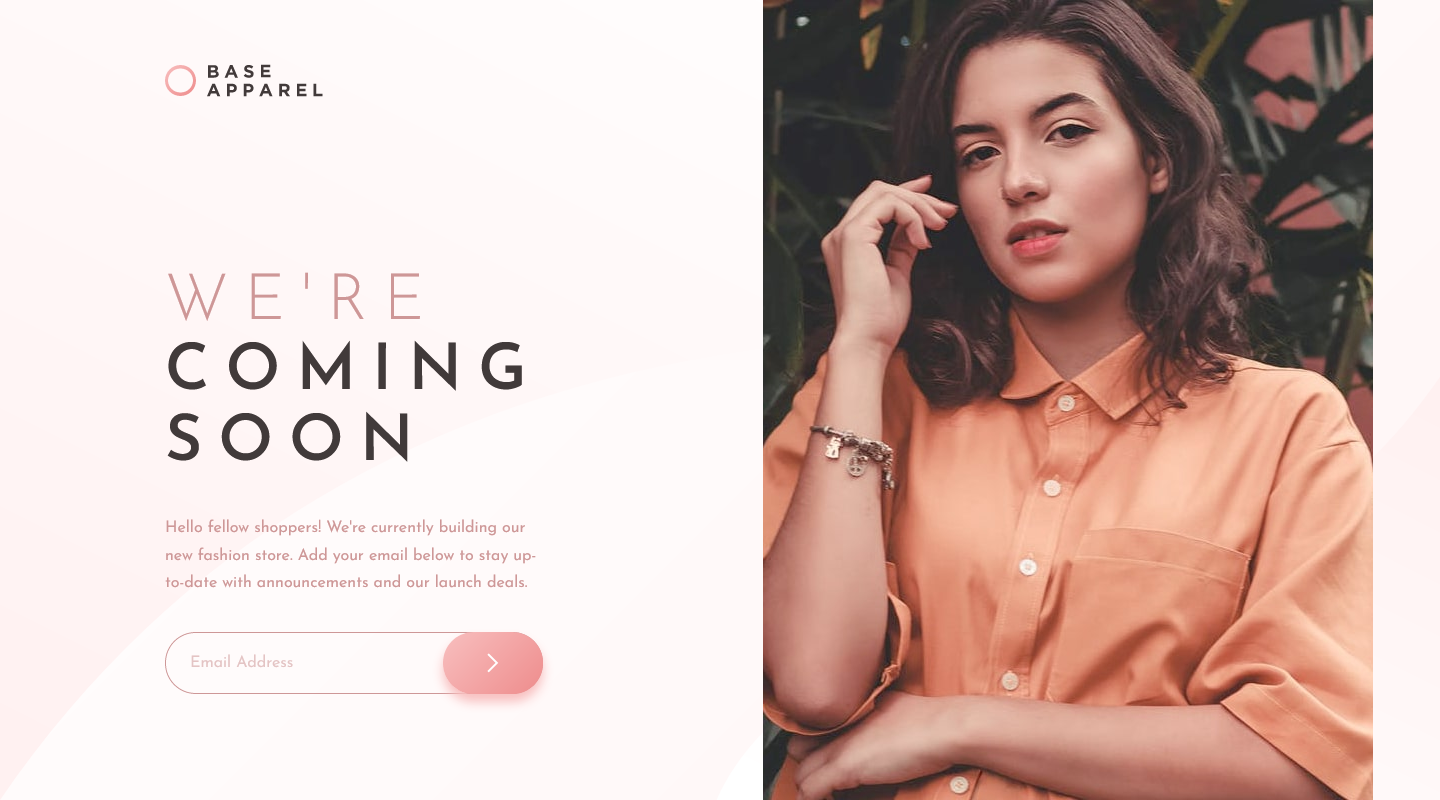 BASE
APPAREL
WE'RE
COMING
SOON
Hello fellow shoppers! We're currently building our
new fashion store. Add your email below to stay up-
to-date with announcements and our launch deals.
Email Address